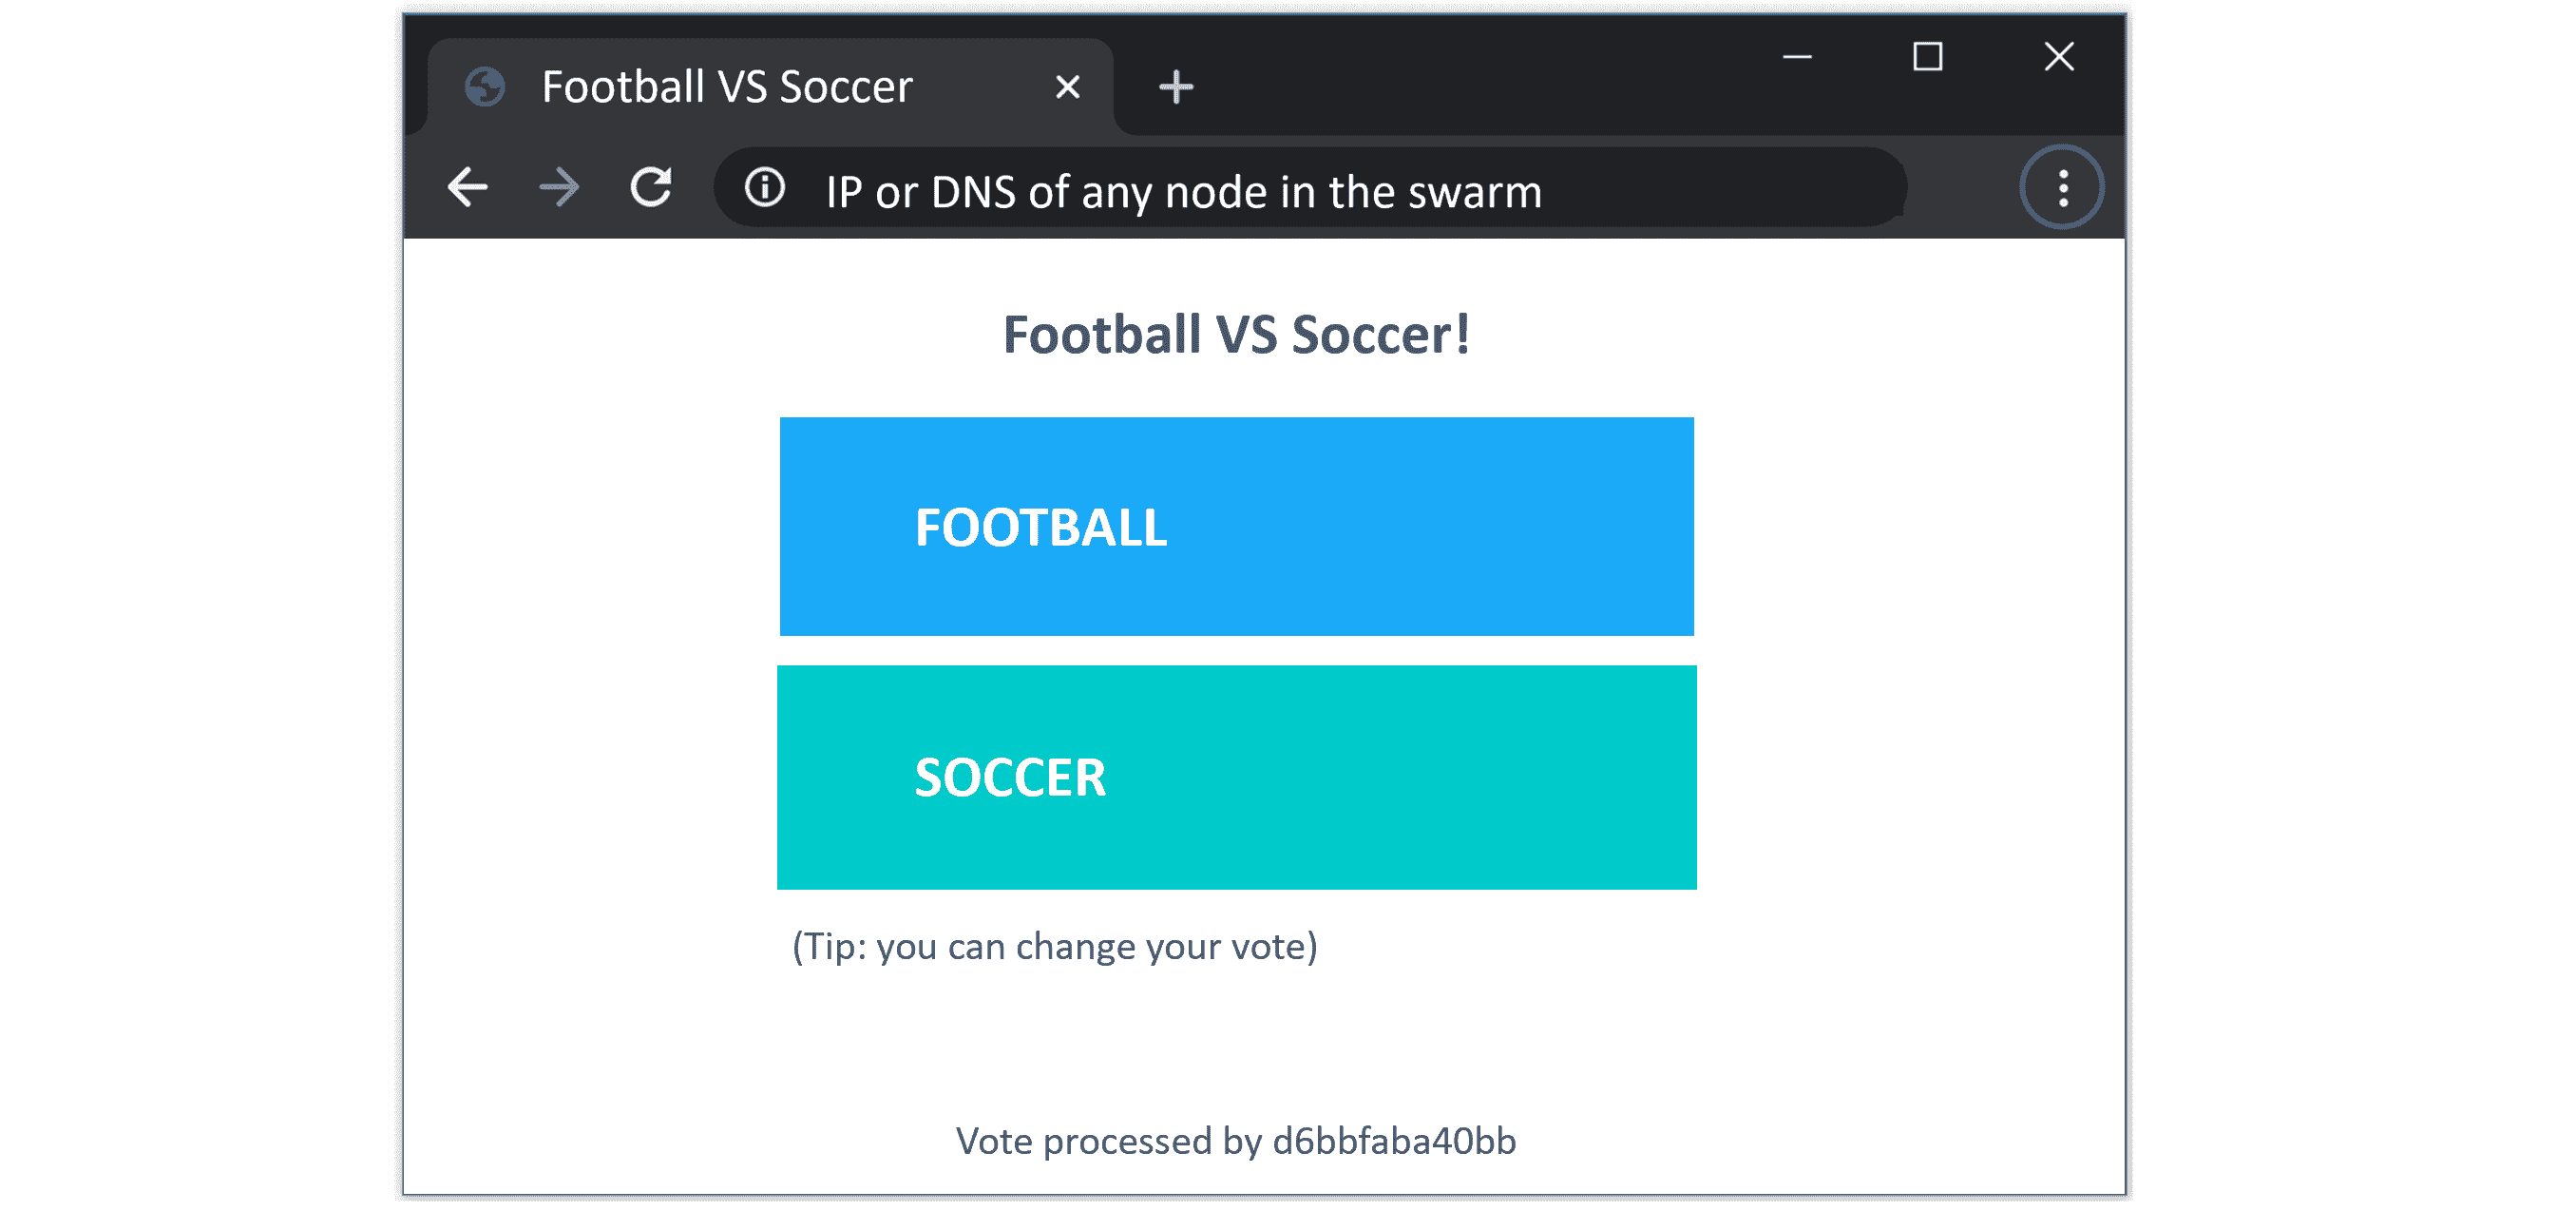 Football VS Soccer
IP or DNS of any node in the swarm
Football VS Soccer!
FOOTBALL
SOCCER
(Tip: you can change your vote)
Vote processed by d6bbfaba40bb